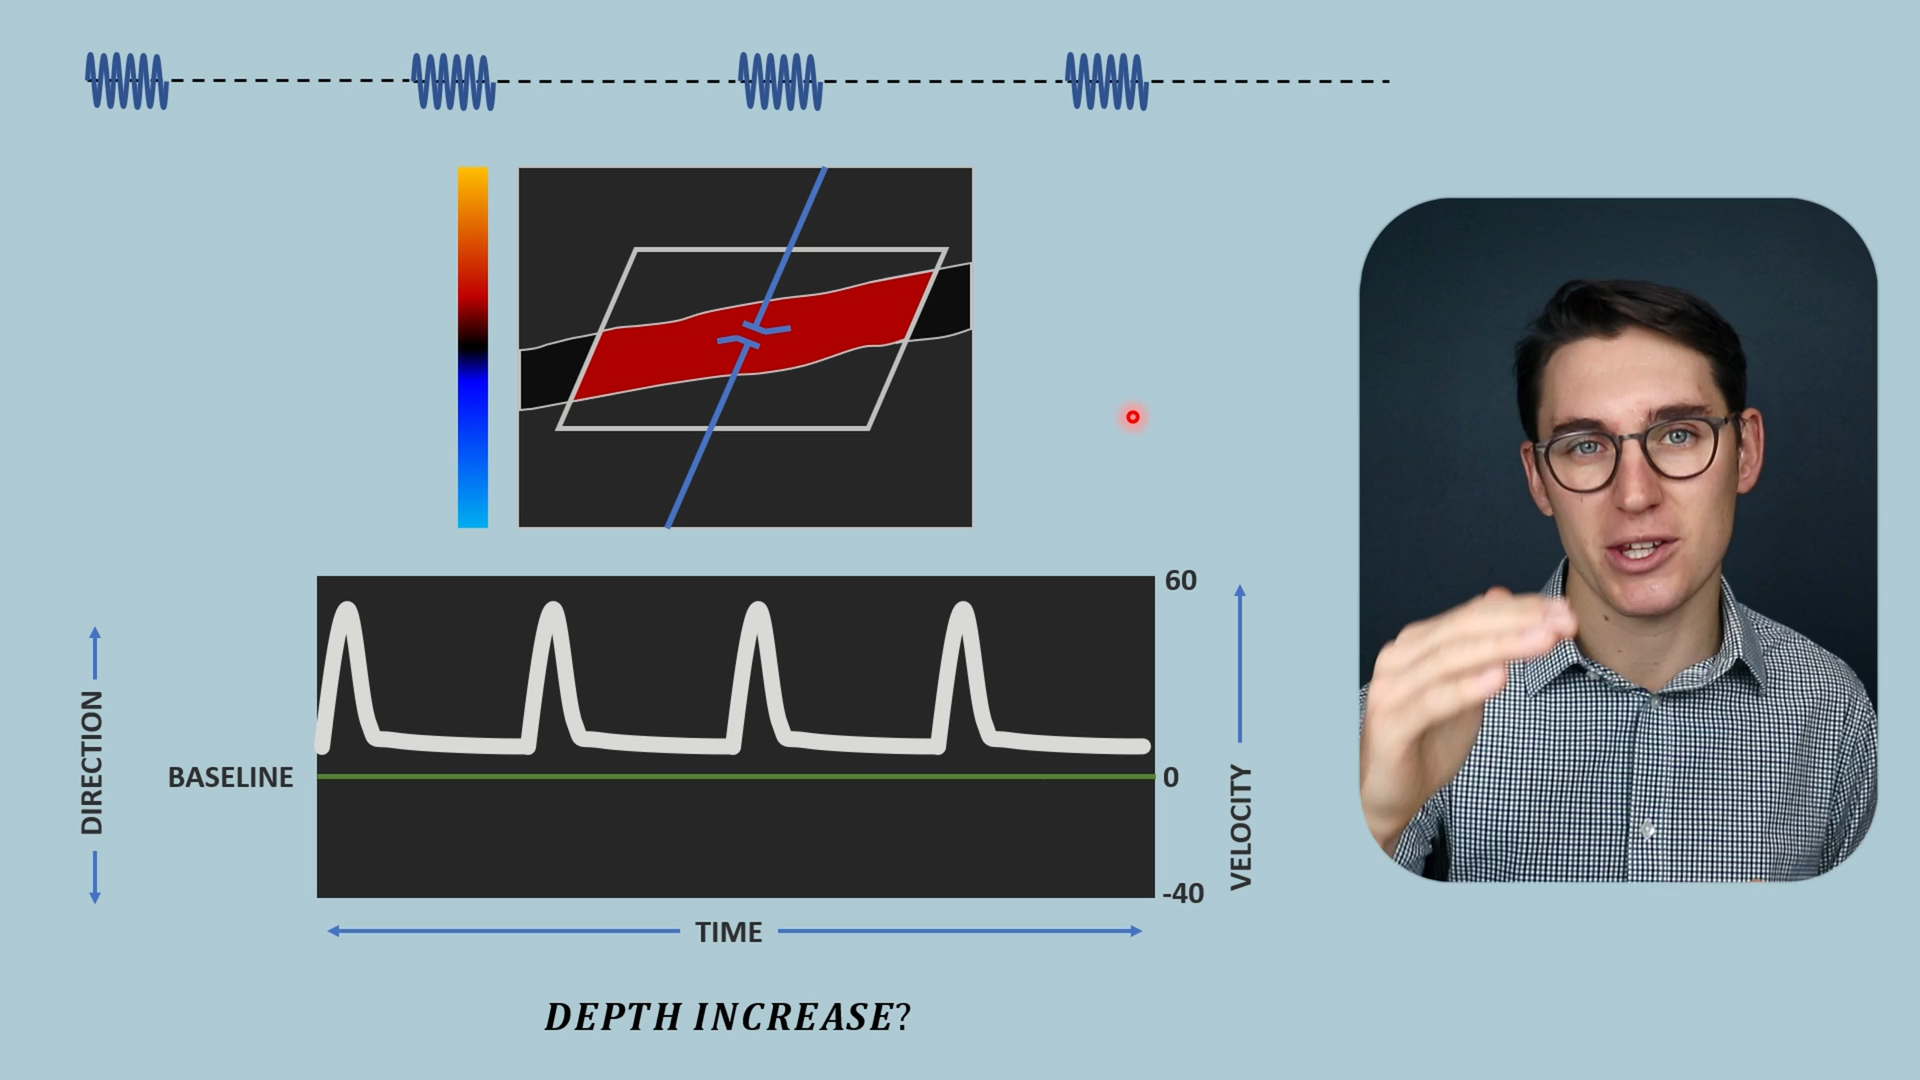 60
DIRECTION
BASELINE
0
VELOCITY
-40
TIME
DEPTH INCREASE?